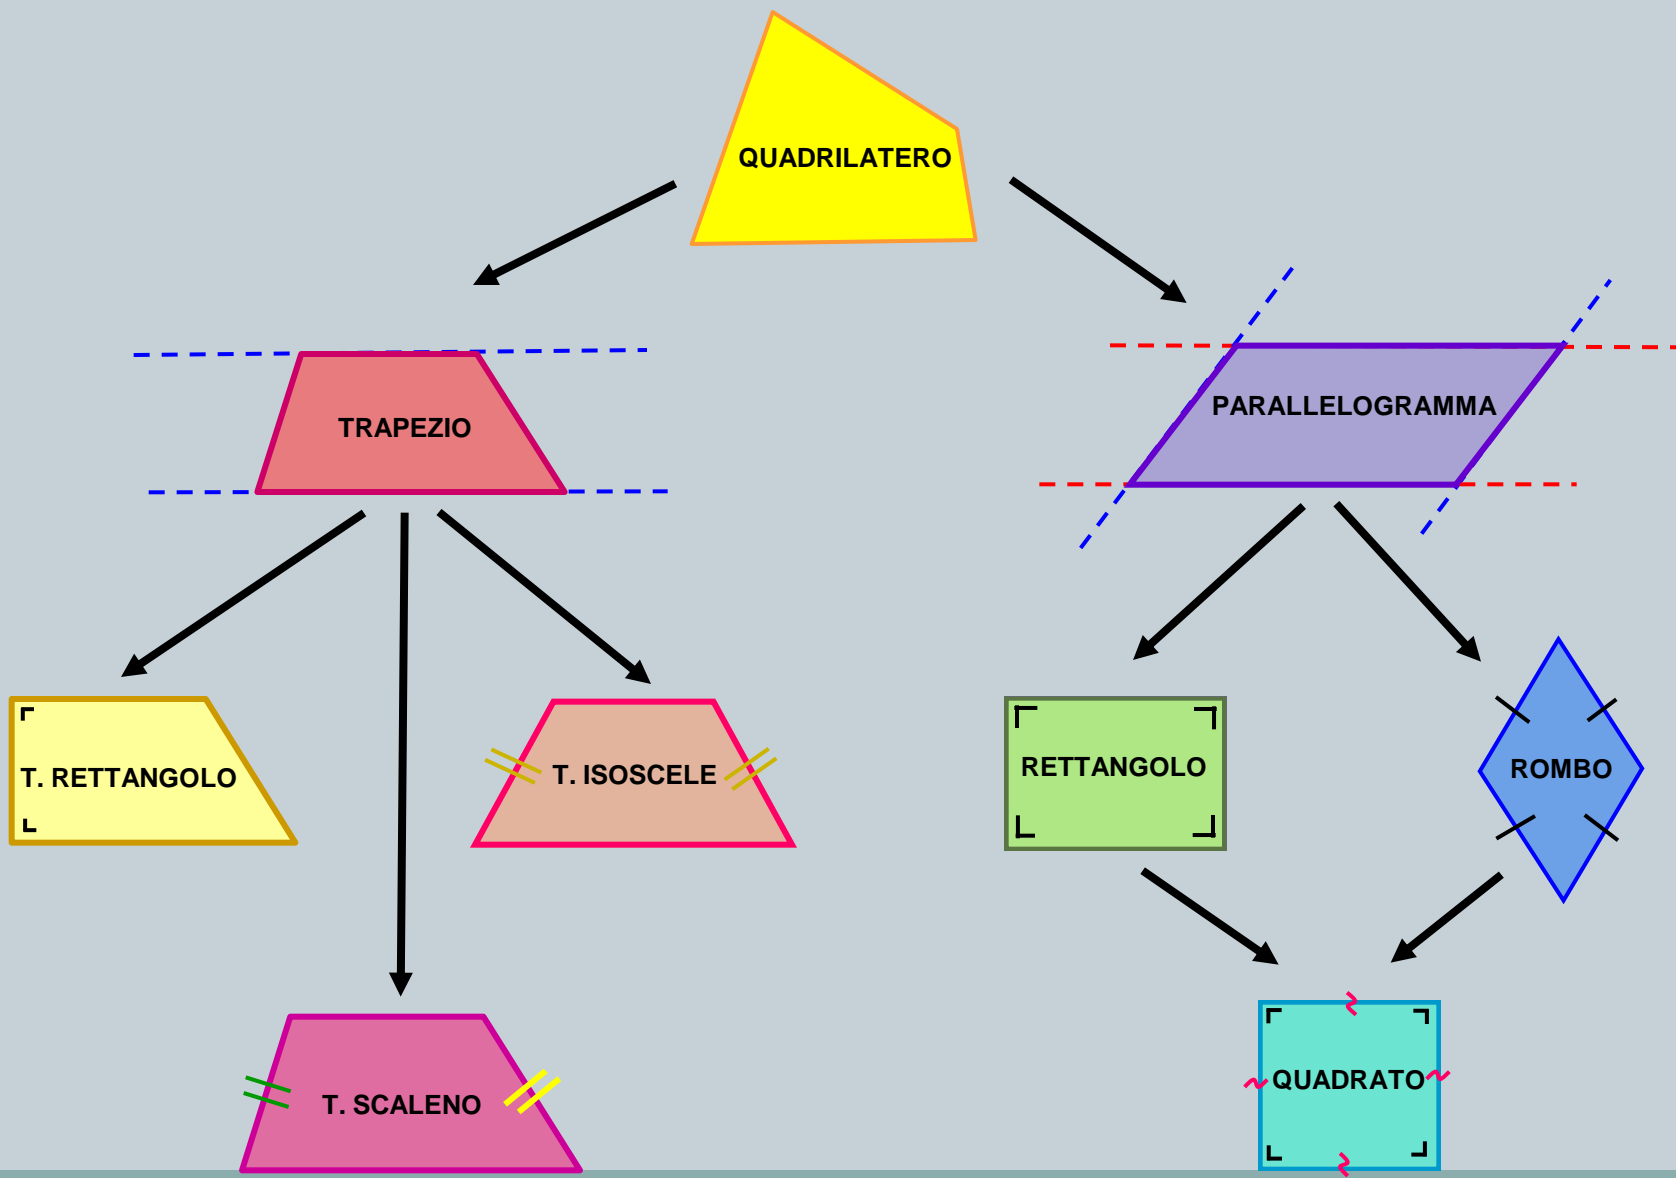 QUADRILATERO
TRAPEZIO
PARALLELOGRAMMA
T. RETTANGOLO
T. ISOSCELE
RETTANGOLO
ROMBO
T. SCALENO
QUADRATO